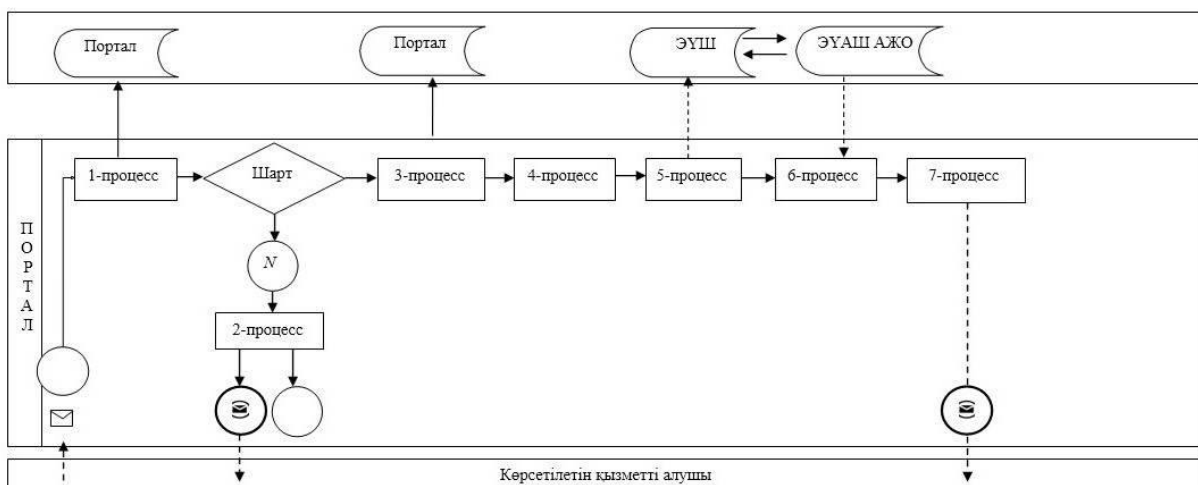 Портал
Портал
ЭҮШ
ЭҮАШ АЖО
1-процесс
Шарт
3-процесс
4-процесс
5-процесс
6-процесс
7-процесс
ПОРТАЛ
N
2-процесс
Көрсетілетін қызметті алушы